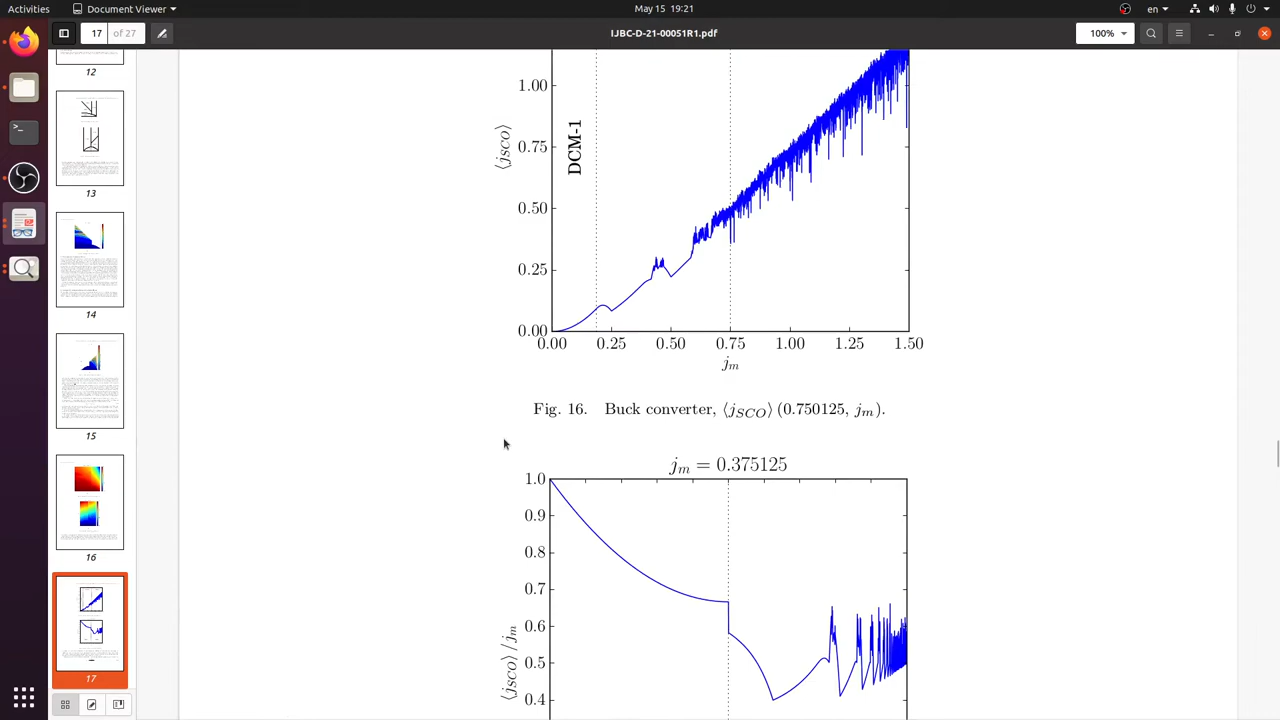 Activities
Document Viewer
May 15 19:21
en
17 of 27
IJBC-D-21-00051R1.pdf
100%
12
13
14
15
16
17
1.00
0.75
0.50
0.25
0.00
⟨jSCO⟩
DCM-1
0.00 0.25 0.50 0.75 1.00 1.25 1.50
jm
Fig. 16. Buck converter, ⟨jSCO⟩ (0.750125, jm).
jm = 0.375125
1.0
0.9
0.8
0.7
0.6
0.5
0.4
⟨jSCO⟩/jm